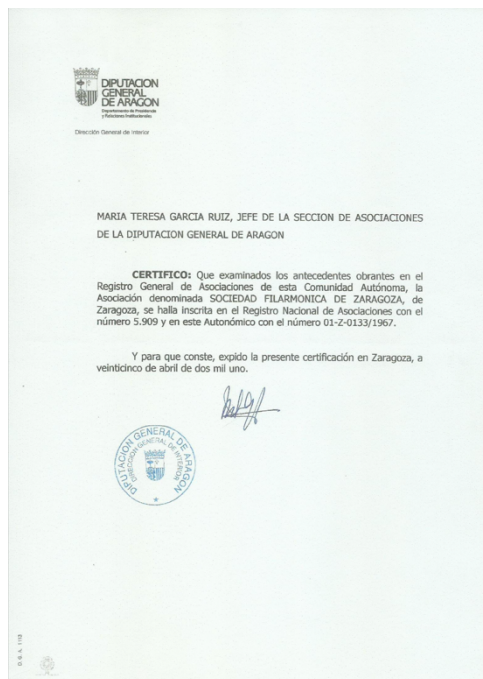 DIPUTACION
GENERAL
DE ARAGON
Departamento de Presidencia
y Relaciones Institucionales
Dirección General de Interior
MARIA TERESA GARCIA RUIZ, JEFE DE LA SECCION DE ASOCIACIONES
DE LA DIPUTACION GENERAL DE ARAGON
CERTIFICO: Que examinados los antecedentes obrantes en el
Registro General de Asociaciones de esta Comunidad Autónoma, la
Asociación denominada SOCIEDAD FILARMONICA DE ZARAGOZA, de
Zaragoza, se halla inscrita en el Registro Nacional de Asociaciones con el
número 5.909 y en este Autonómico con el número 01-Z-0133/1967.
Y para que conste, expido la presente certificación en Zaragoza, a
veinticinco de abril de dos mil uno.
DIPUTACION GENERAL DE ARAGON
DIRECCION GENERAL DE INTERIOR
D. G. A. 1112